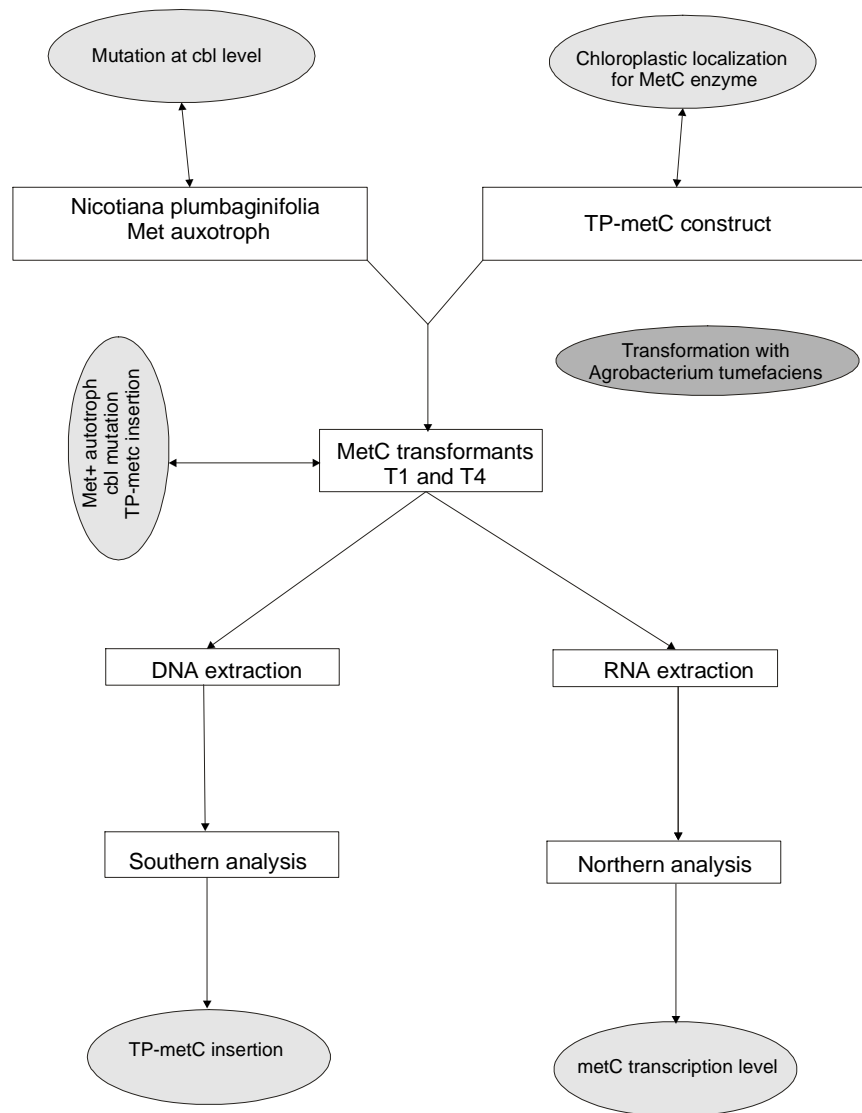 Mutation at cbl level
Chloroplastic localization
for MetC enzyme
Nicotiana plumbaginifolia
Met auxotroph
TP-metC construct
Transformation with
Agrobacterium tumefaciens
Met+ autotroph
cbl mutation
TP-metc insertion
MetC transformants
T1 and T4
DNA extraction
RNA extraction
Southern analysis
Northern analysis
TP-metC insertion
metC transcription level